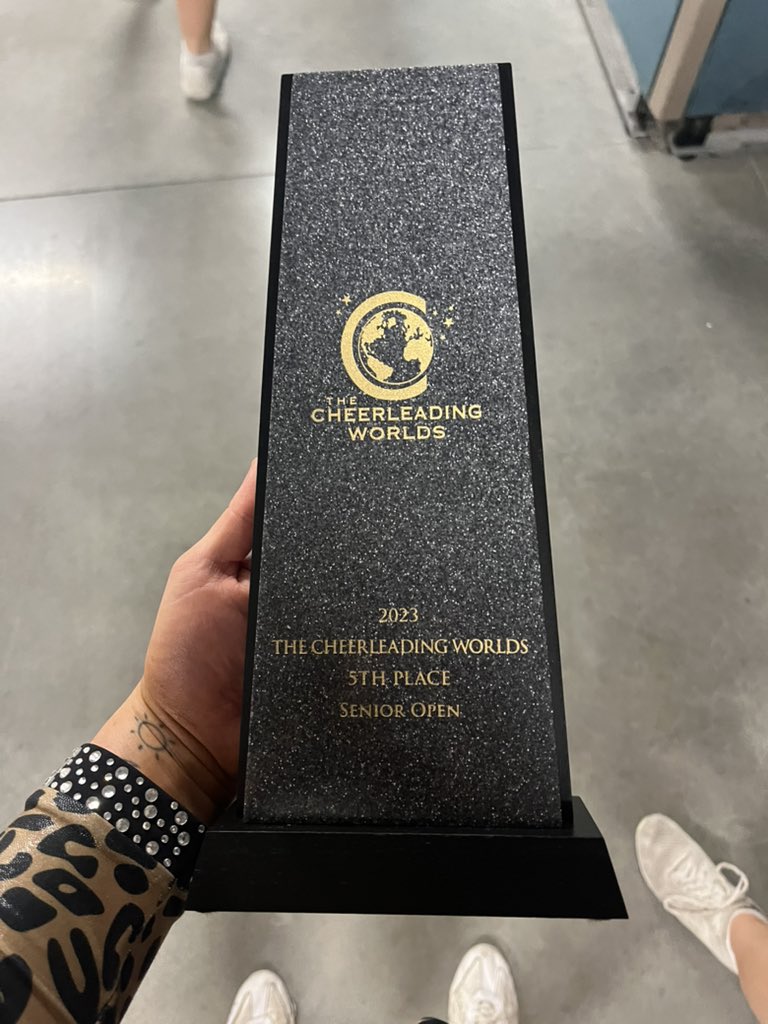 THE
CHEERLEADING
WORLDS
2023
THE CHEERLEADING WORLDS
5TH PLACE
SENIOR OPEN